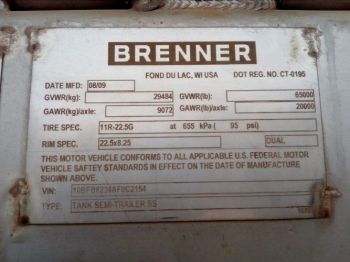 BRENNER
FOND DU LAC, WI USA DOT REG. NO. CT-0195
DATE MFD: 08/09
GVWR(kg): 29484 GVWR(lb): 65000
GAWR(kg)/axle: 9072 GAWR(lb)/axle: 20000
TIRE SPEC. 11R-22.5G at 655 kPa ( 95 psi)
RIM SPEC. 22.5x8.25 DUAL
THIS MOTOR VEHICLE CONFORMS TO ALL APPLICABLE U.S. FEDERAL MOTOR
VEHICLE SAFTEY STANDARDS IN EFFECT ON THE DATE OF MANUFACTURE
SHOWN ABOVE.
VIN:
TYPE: TANK SEMI-TRAILER SS